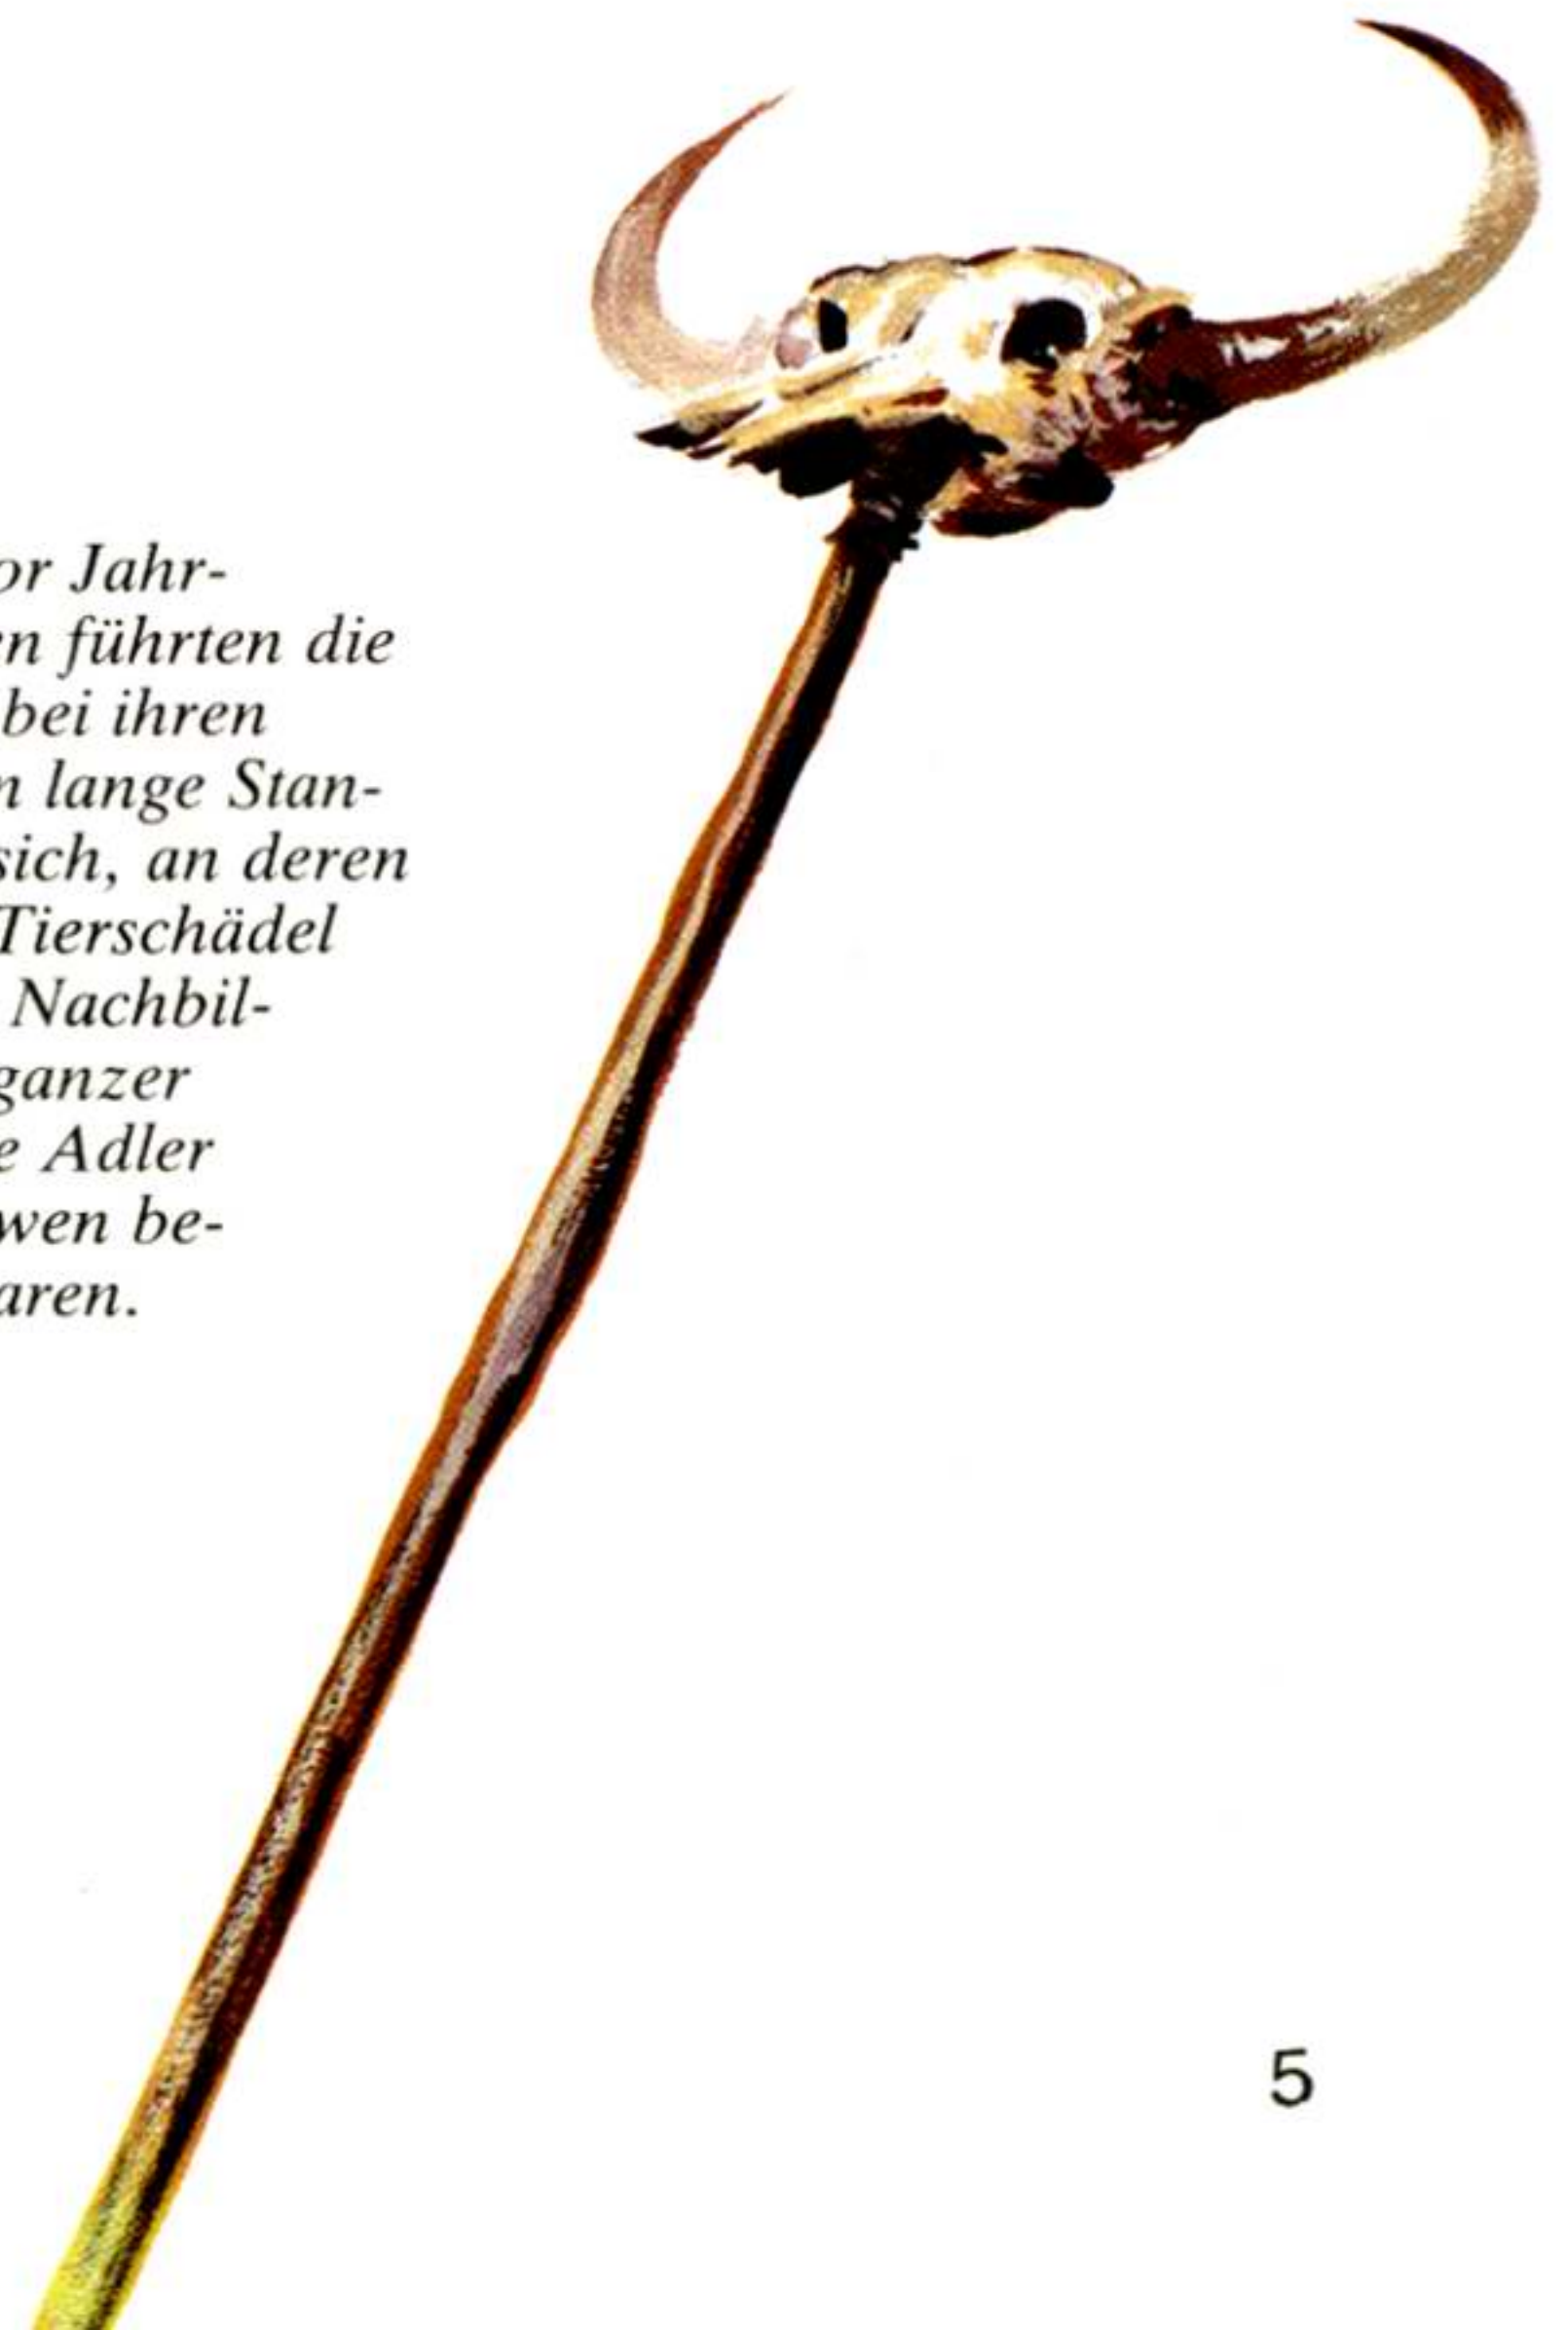 or Jahr-
en führten die
bei ihren
n lange Stan-
sich, an deren
Tierschädel
Nachbil-
ganzer
e Adler
wen be-
aren.
5